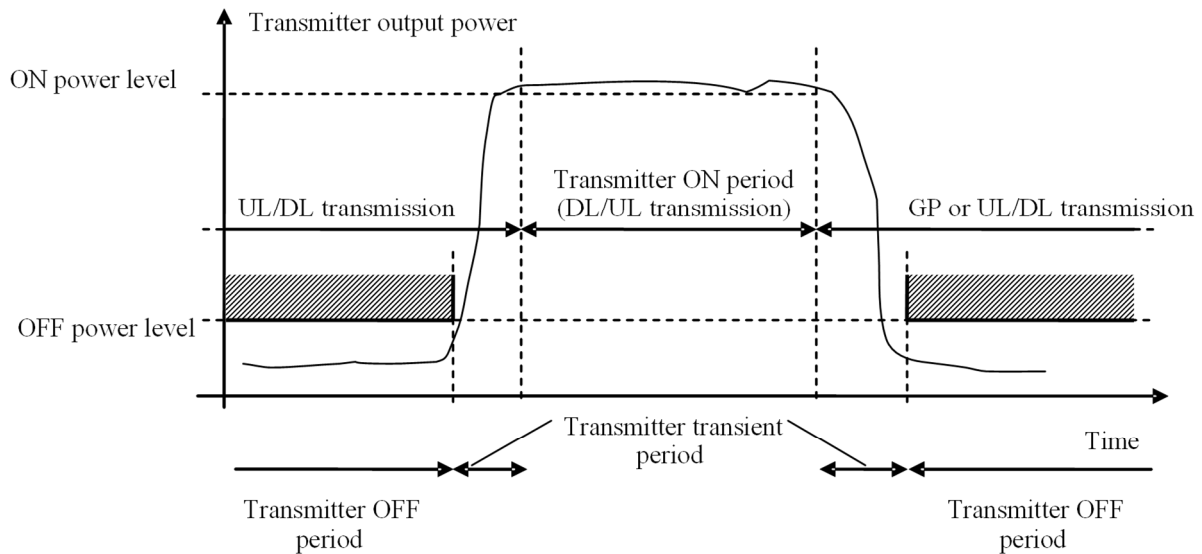 Transmitter output power
ON power level
Transmitter ON period
(DL/UL transmission)
UL/DL transmission
GP or UL/DL transmission
OFF power level
Transmitter transient
period
Time
Transmitter OFF
period
Transmitter OFF
period